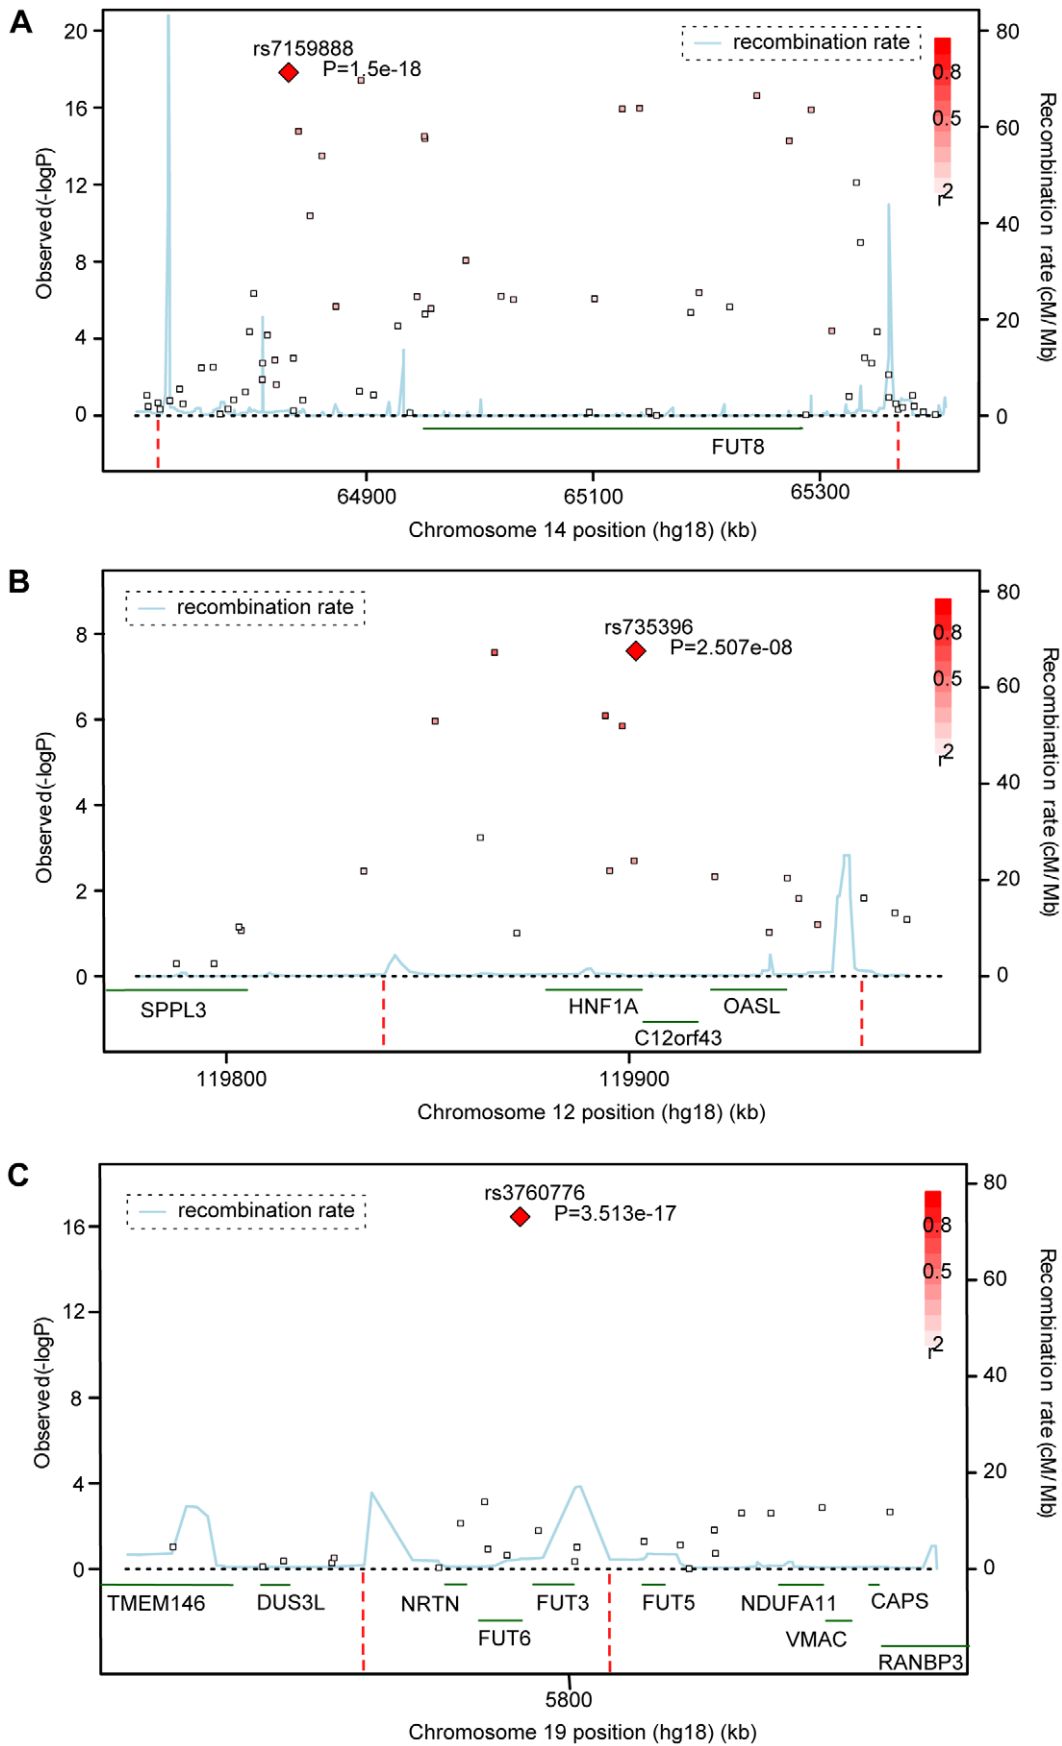 A
rs7159888
P=1.5e-18
recombination rate
20
16
12
8
4
0
Observed(-logP)
80
60
40
20
0
Recombination rate (cM/Mb)
0.8
0.5
r2
FUT8
64900
65100
65300
Chromosome 14 position (hg18) (kb)
B
recombination rate
rs735396
P=2.507e-08
8
6
4
2
0
Observed(-logP)
80
60
40
20
0
Recombination rate (cM/Mb)
0.8
0.5
r2
SPPL3
HNF1A
OASL
C12orf43
119800
119900
Chromosome 12 position (hg18) (kb)
C
rs3760776
P=3.513e-17
recombination rate
16
12
8
4
0
Observed(-logP)
80
60
40
20
0
Recombination rate (cM/Mb)
0.8
0.5
r2
TMEM146
DUS3L
NRTN
FUT3
FUT5
NDUFA11
CAPS
FUT6
VMAC
RANBP3
5800
Chromosome 19 position (hg18) (kb)